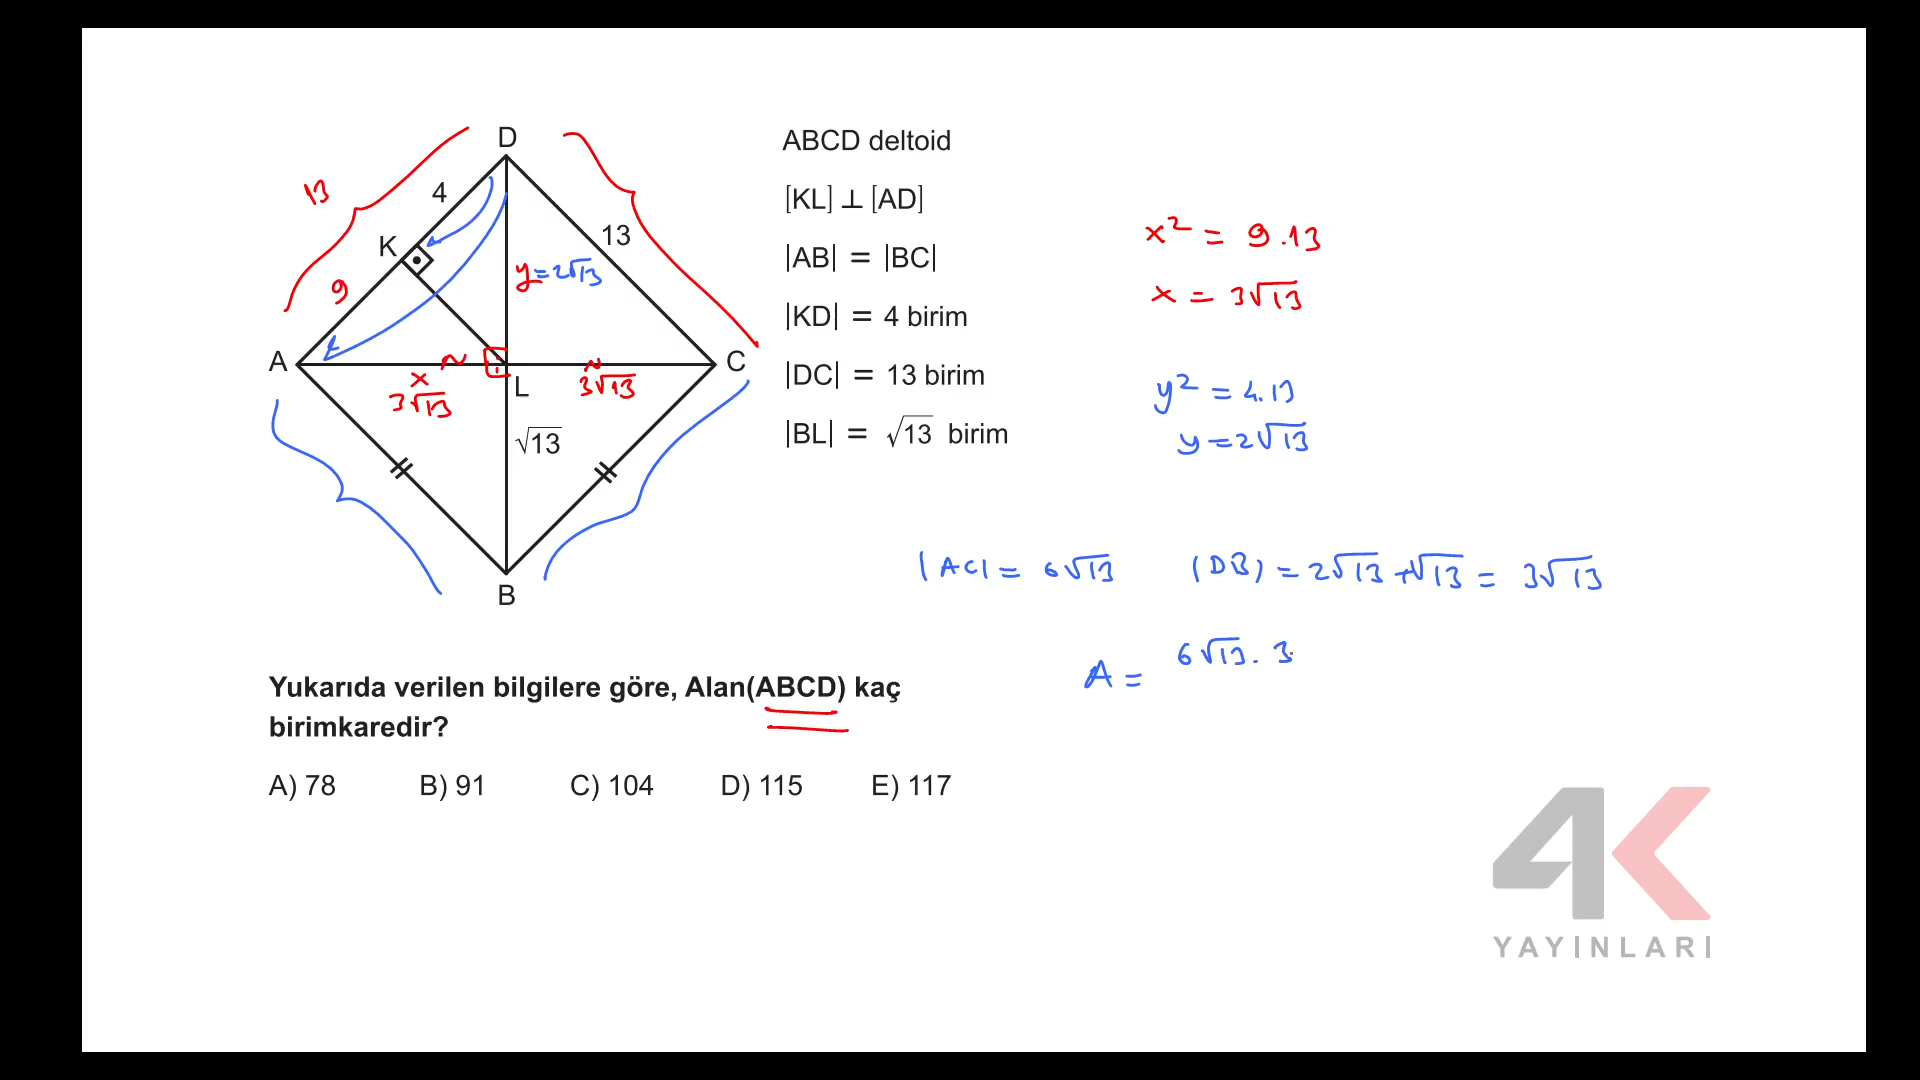 D
13
4
K
13
9
y=2√13
A
C
x
3√13
3√13
L
√13
B
ABCD deltoid
[KL] ⊥ [AD]
|AB| = |BC|
|KD| = 4 birim
|DC| = 13 birim
|BL| = √13 birim
x² = 9.13
x = 3√13
y² = 4.13
y = 2√13
|AC| = 6√13 |DB| = 2√13 + √13 = 3√13
A = 6√13 . 3
Yukarıda verilen bilgilere göre, Alan(ABCD) kaç
birimkaredir?
A) 78 B) 91 C) 104 D) 115 E) 117
4K
YAYINLARI